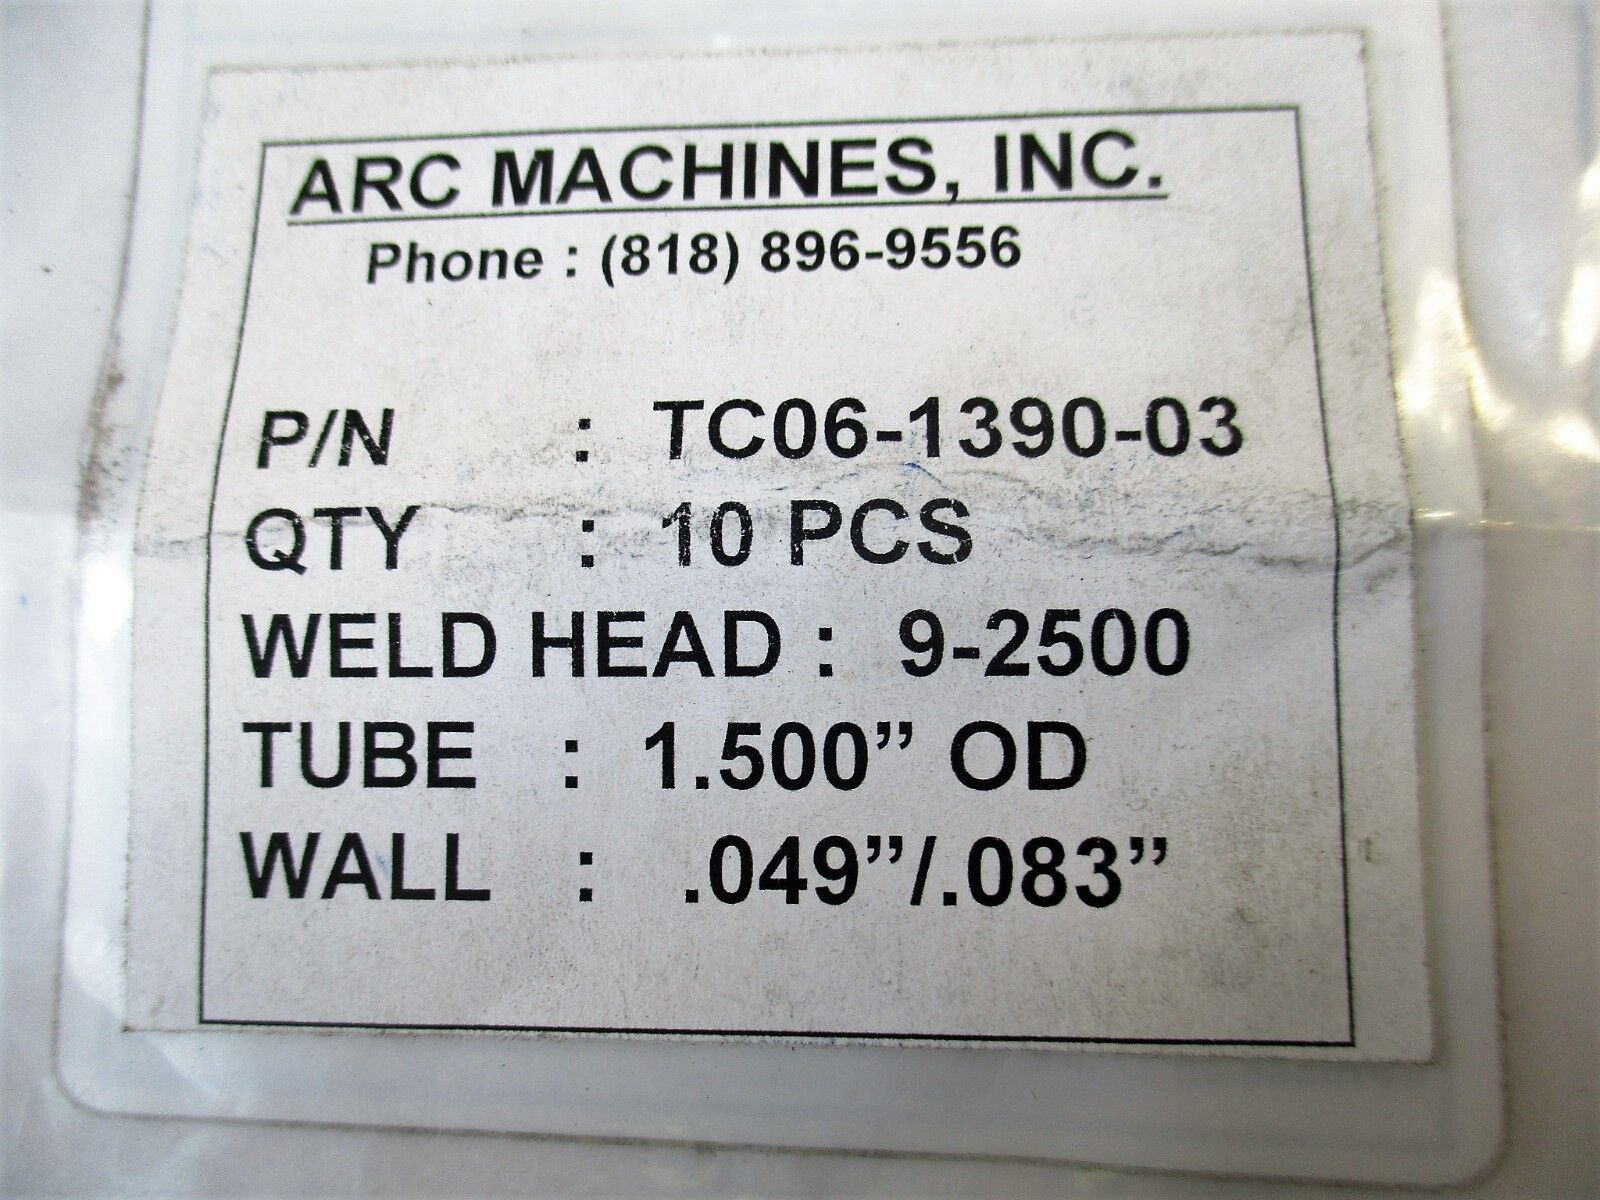 ARC MACHINES, INC.
Phone : (818) 896-9556
P/N : TC06-1390-03
QTY : 10 PCS
WELD HEAD : 9-2500
TUBE : 1.500” OD
WALL : .049”/.083”